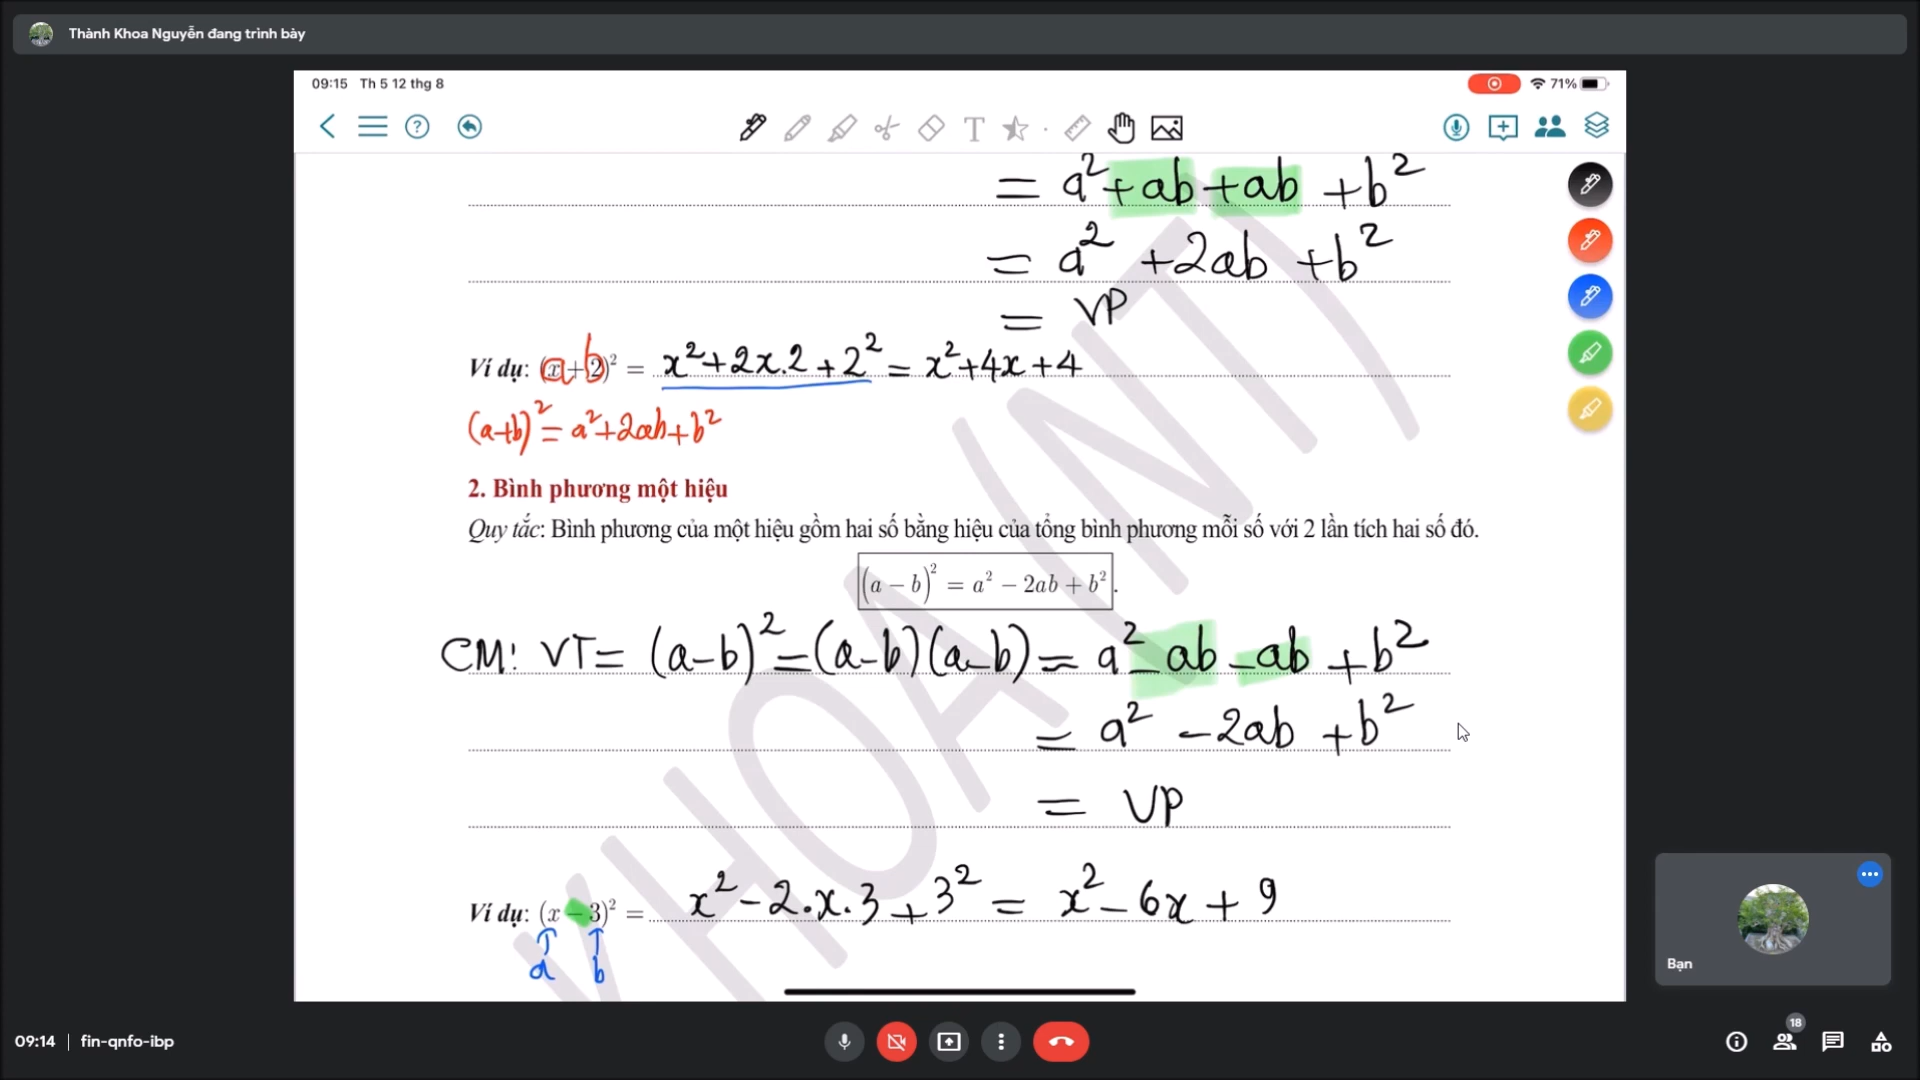 Thành Khoa Nguyễn đang trình bày
09:15 Th 5 12 thg 8
71%
= a² + ab + ab + b²
= a² + 2ab + b²
= VP
Ví dụ: (x + 2)² = x² + 2x.2 + 2² = x² + 4x + 4
a b
(a+b)² = a² + 2ab + b²
2. Bình phương một hiệu
Quy tắc: Bình phương của một hiệu gồm hai số bằng hiệu của tổng bình phương mỗi số với 2 lần tích hai số đó.
(a − b)² = a² − 2ab + b².
CM: VT = (a-b)² = (a-b)(a-b) = a² - ab - ab + b²
= a² - 2ab + b²
= VP
Ví dụ: (x − 3)² = x² - 2.x.3 + 3² = x² - 6x + 9
a b
KHOA (NT)
Bạn
09:14 | fin-qnfo-ibp
18